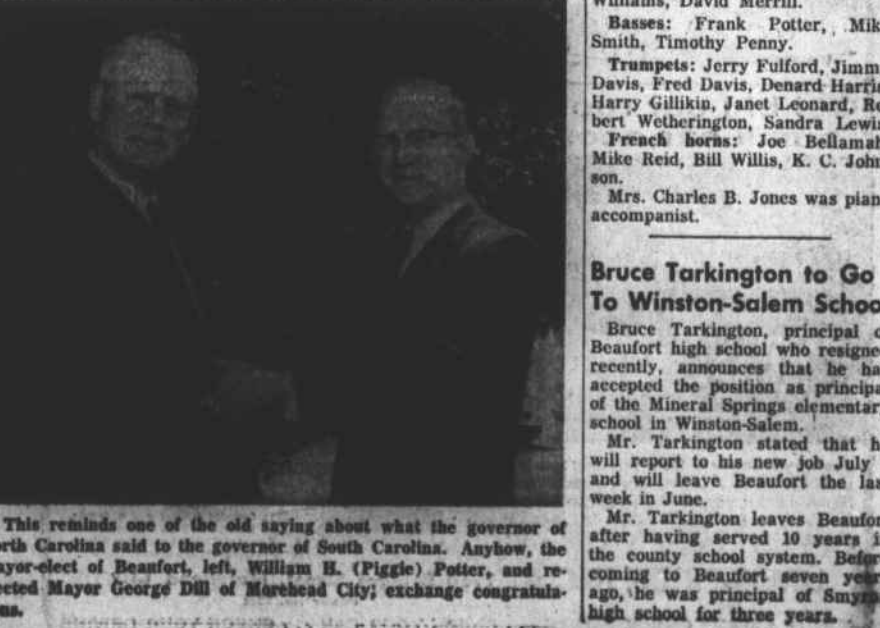 This reminds one of the old saying about what the governor of
orth Carolina said to the governor of South Carolina. Anyhow, the
ayor-elect of Beaufort, left, William H. (Piggie) Potter, and re-
ected Mayor George Dill of Morehead City; exchange congratula-
ns.
Williams, David Merrill.
Basses: Frank Potter, Mik
Smith, Timothy Penny.
Trumpets: Jerry Fulford, Jimm
Davis, Fred Davis, Denard Harri
Harry Gillikin, Janet Leonard, Ro
bert Wetherington, Sandra Lewi
French horns: Joe Bellamah
Mike Reid, Bill Willis, K. C. John
son.
Mrs. Charles B. Jones was pian
accompanist.
Bruce Tarkington to Go
To Winston-Salem Schoo
Bruce Tarkington, principal o
Beaufort high school who resigne
recently, announces that he ha
accepted the position as principa
of the Mineral Springs elementar
school in Winston-Salem.
Mr. Tarkington stated that h
will report to his new job July
and will leave Beaufort the las
week in June.
Mr. Tarkington leaves Beaufor
after having served 10 years i
the county school system. Befor
coming to Beaufort seven years
ago, he was principal of Smyrna
high school for three years.